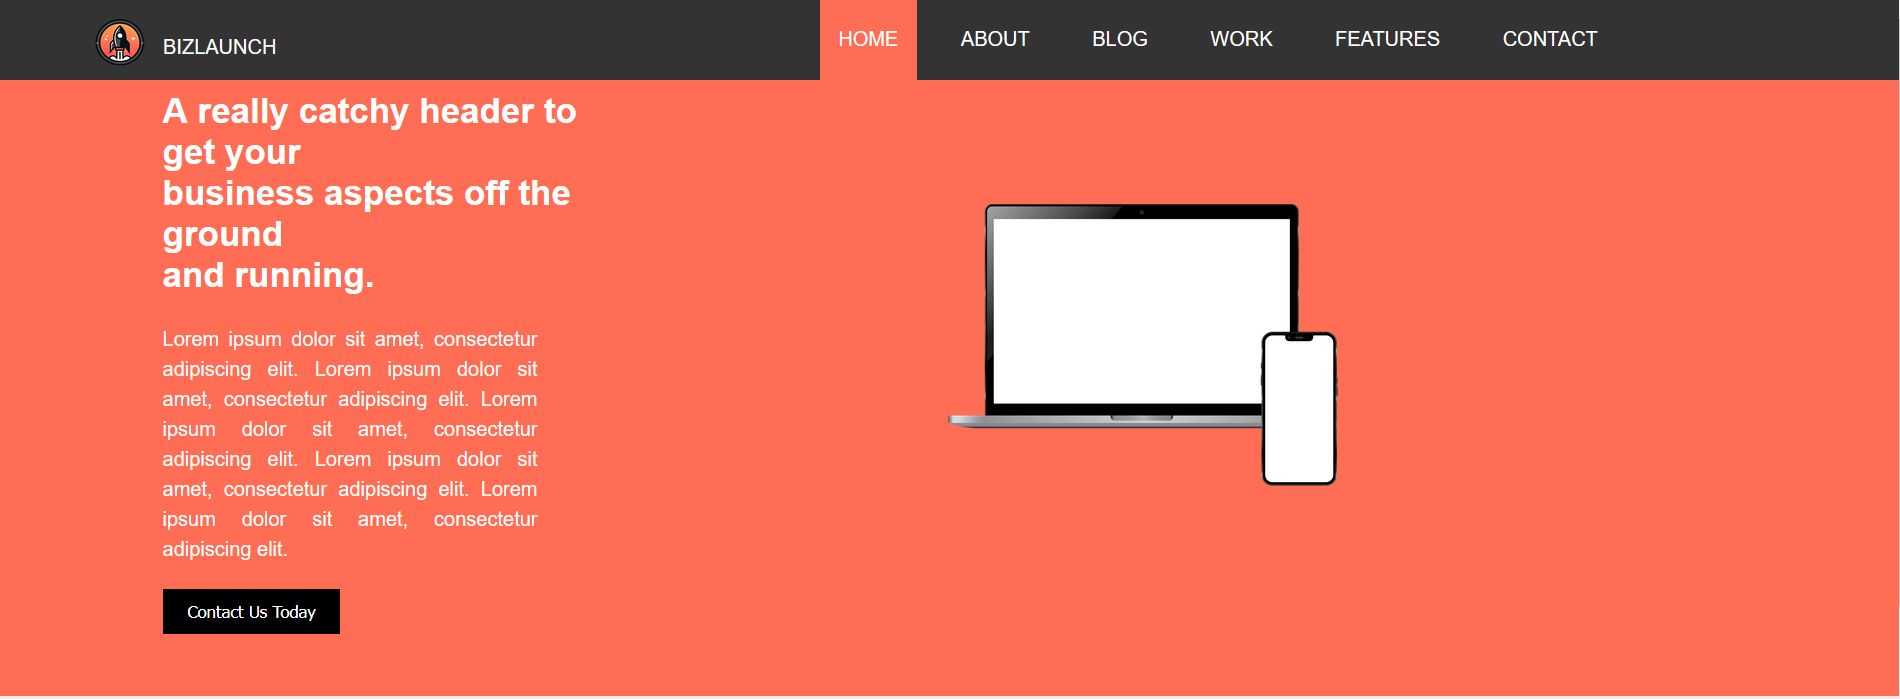 BIZLAUNCH
HOME ABOUT BLOG WORK FEATURES CONTACT
A really catchy header to
get your
business aspects off the
ground
and running.
Lorem ipsum dolor sit amet, consectetur
adipiscing elit. Lorem ipsum dolor sit
amet, consectetur adipiscing elit. Lorem
ipsum dolor sit amet, consectetur
adipiscing elit. Lorem ipsum dolor sit
amet, consectetur adipiscing elit. Lorem
ipsum dolor sit amet, consectetur
adipiscing elit.
Contact Us Today